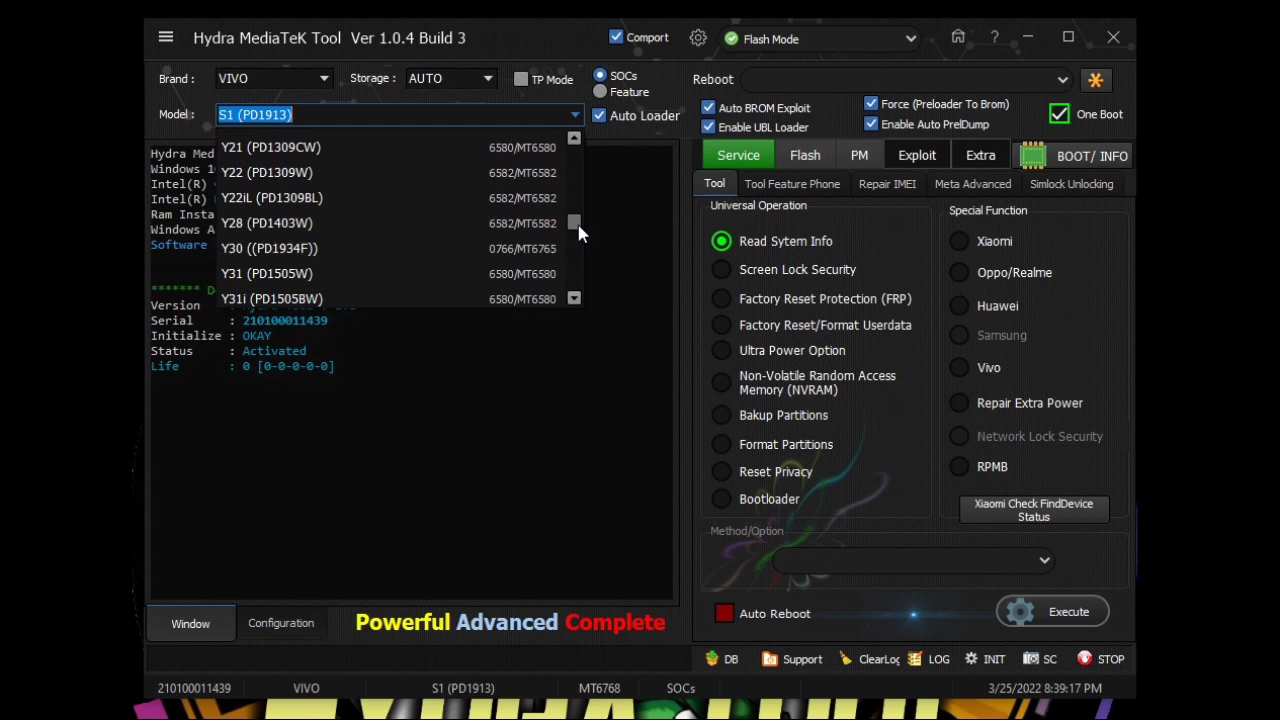 Hydra MediaTeK Tool Ver 1.0.4 Build 3
Comport
Flash Mode
?
Brand :
VIVO
Storage :
AUTO
TP Mode
SOCs
Feature
Model :
S1 (PD1913)
Auto Loader
Y21 (PD1309CW) 6580/MT6580
Y22 (PD1309W) 6582/MT6582
Y22iL (PD1309BL) 6582/MT6582
Y28 (PD1403W) 6582/MT6582
Y30 ((PD1934F)) 0766/MT6765
Y31 (PD1505W) 6580/MT6580
Y31i (PD1505BW) 6580/MT6580
Hydra Med
Windows 1
Intel(R)
Intel(R)
Ram Insta
Windows A
Software
*******
Version :
Serial : 210100011439
Initialize : OKAY
Status : Activated
Life : 0 [0-0-0-0-0]
Window
Configuration
Powerful Advanced Complete
Reboot
Auto BROM Exploit
Enable UBL Loader
Force (Preloader To Brom)
Enable Auto PrelDump
One Boot
Service
Flash
PM
Exploit
Extra
BOOT/ INFO
Tool
Tool Feature Phone
Repair IMEI
Meta Advanced
Simlock Unlocking
Universal Operation
Read Sytem Info
Screen Lock Security
Factory Reset Protection (FRP)
Factory Reset/Format Userdata
Ultra Power Option
Non-Volatile Random Access
Memory (NVRAM)
Bakup Partitions
Format Partitions
Reset Privacy
Bootloader
Special Function
Xiaomi
Oppo/Realme
Huawei
Samsung
Vivo
Repair Extra Power
Network Lock Security
RPMB
Xiaomi Check FindDevice
Status
Method/Option
Auto Reboot
Execute
DB
Support
ClearLog
LOG
INIT
SC
STOP
210100011439
VIVO
S1 (PD1913)
MT6768
SOCs
3/25/2022 8:39:17 PM